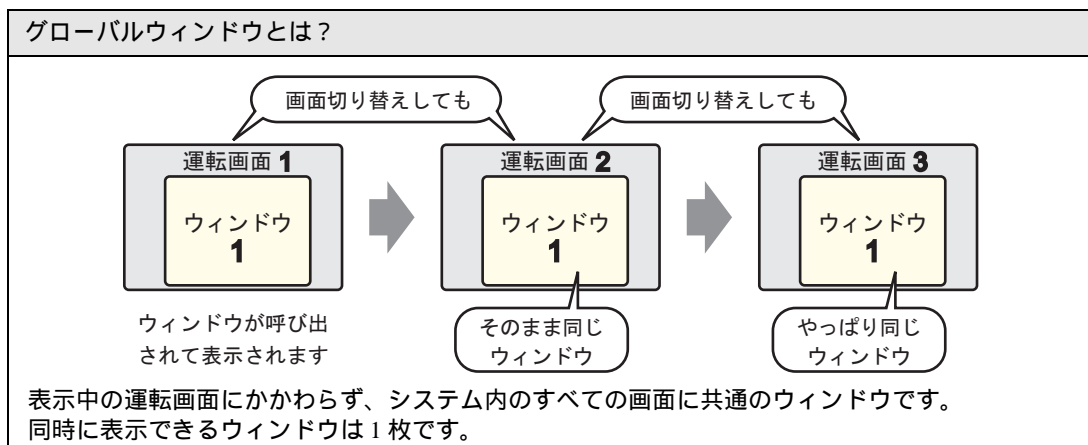 グローバルウィンドウとは？
画面切り替えしても
画面切り替えしても
運転画面 1
運転画面 2
運転画面 3
ウィンドウ
1
ウィンドウ
1
ウィンドウ
1
ウィンドウが呼び出
されて表示されます
そのまま同じ
ウィンドウ
やっぱり同じ
ウィンドウ
表示中の運転画面にかかわらず、システム内のすべての画面に共通のウィンドウです。
同時に表示できるウィンドウは 1 枚です。